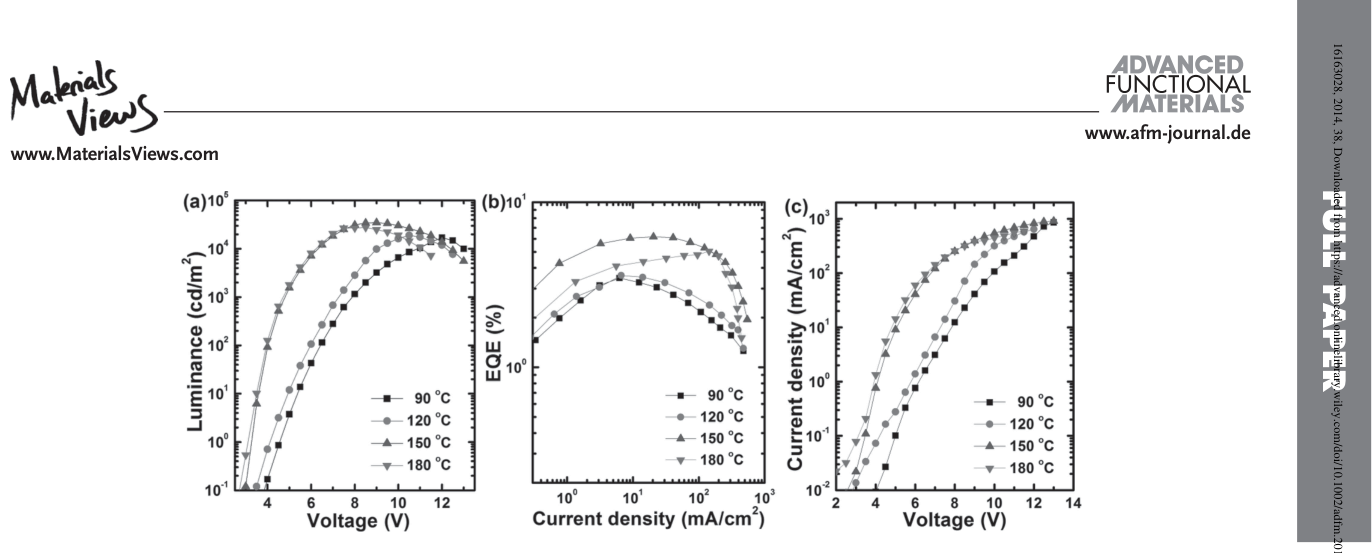 Materials
Views
www.MaterialsViews.com
ADVANCED
FUNCTIONAL
MATERIALS
www.afm-journal.de
(a)
10^5
10^4
10^3
10^2
10^1
10^0
10^-1
Luminance (cd/m^2)
90 °C
120 °C
150 °C
180 °C
4 6 8 10 12
Voltage (V)
(b)
10^1
10^0
EQE (%)
90 °C
120 °C
150 °C
180 °C
10^0 10^1 10^2 10^3
Current density (mA/cm^2)
(c)
10^3
10^2
10^1
10^0
10^-1
10^-2
Current density (mA/cm^2)
90 °C
120 °C
150 °C
180 °C
2 4 6 8 10 12 14
Voltage (V)
FULL PAPER
16163028, 2014, 38, Downloaded from https://advanced.onlinelibrary.wiley.com/doi/10.1002/adfm.201